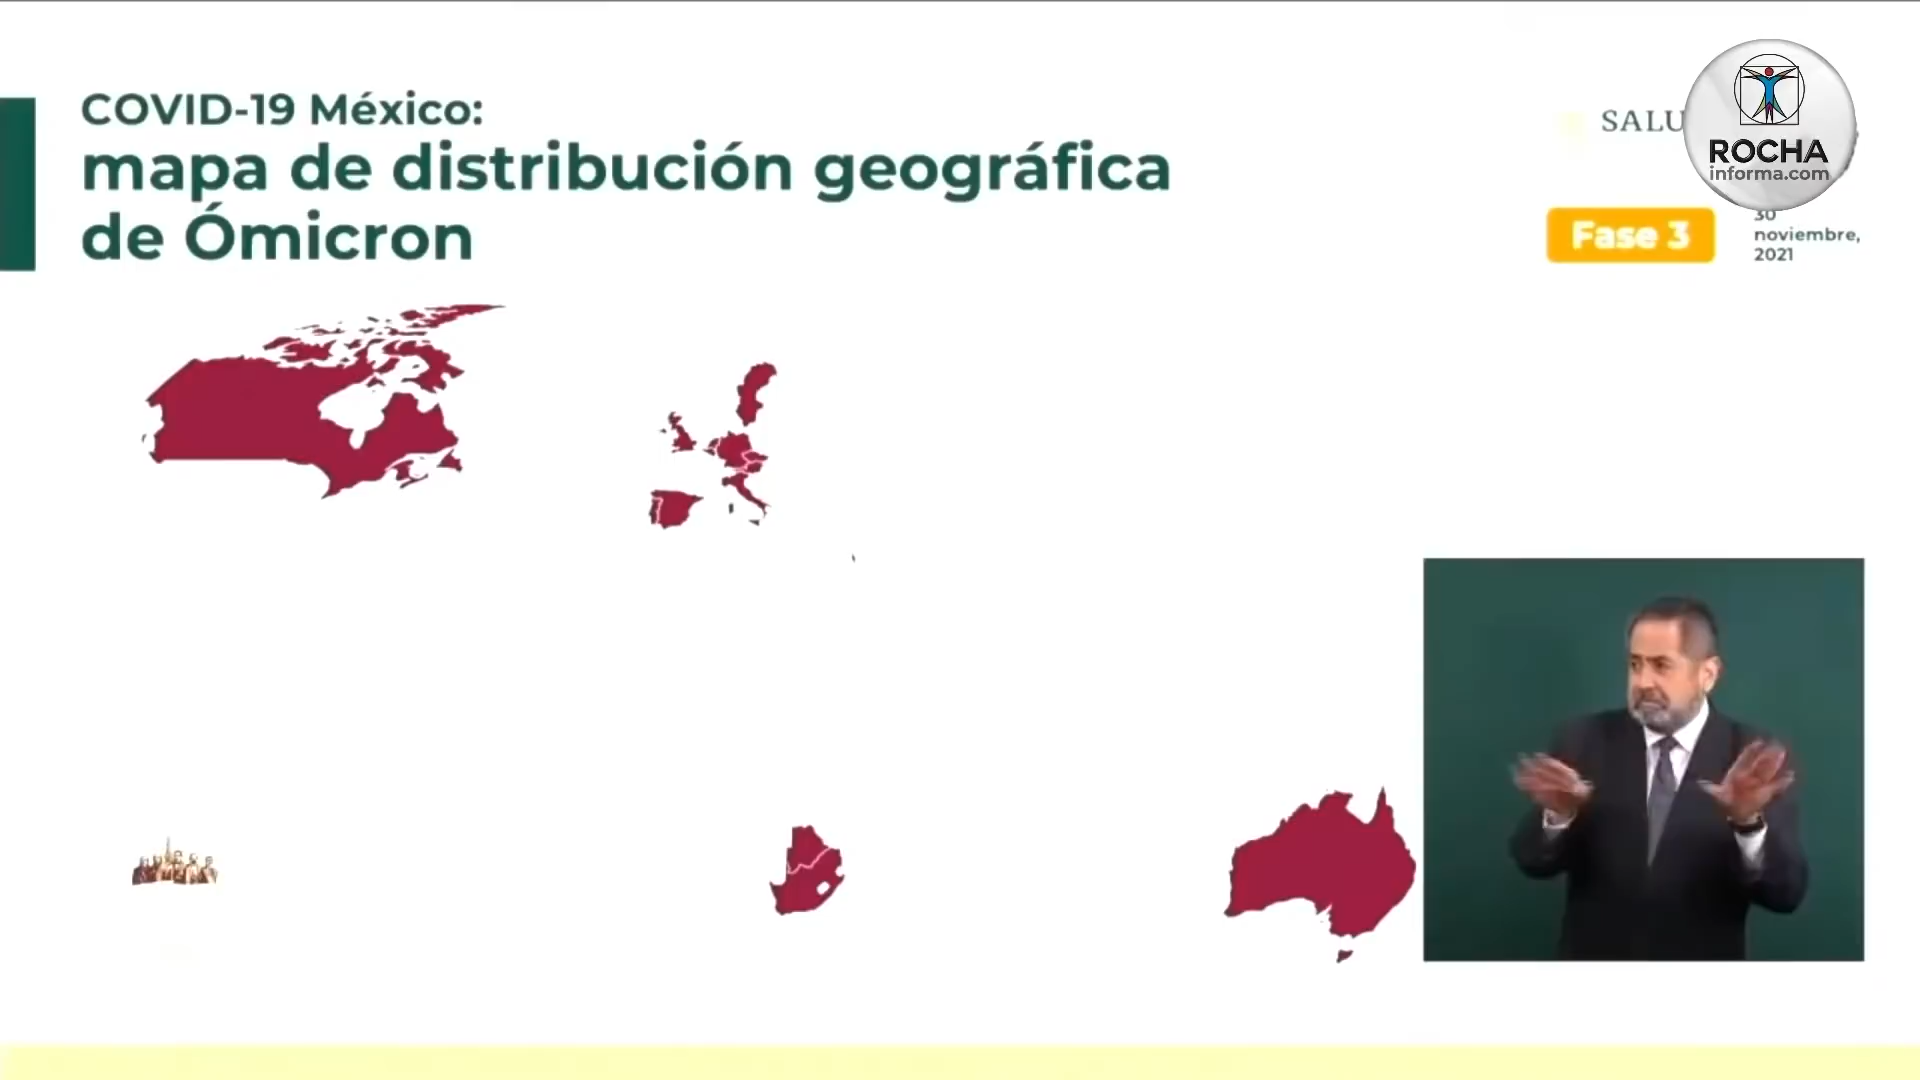 COVID-19 México:
mapa de distribución geográfica
de Ómicron
SALU
ROCHA
informa.com
Fase 3
30
noviembre,
2021